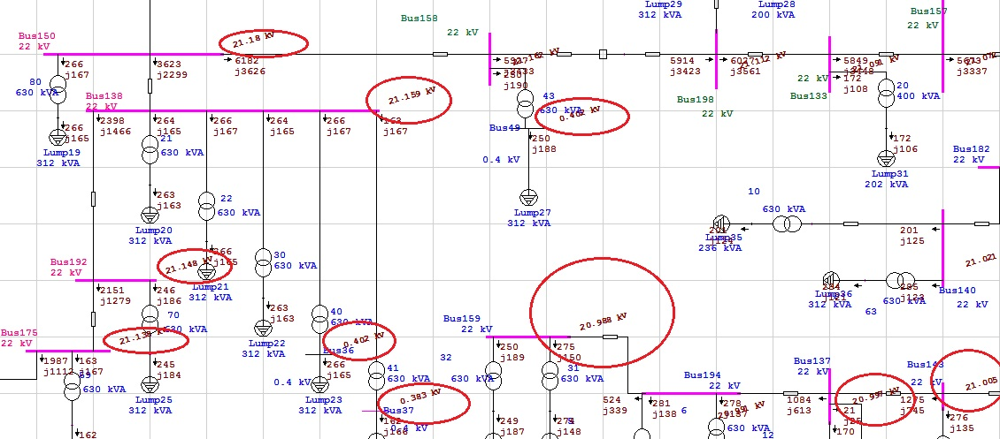 Lump29
312 kVA
Lump28
200 kVA
Bus157
22 kV
Bus158
22 kV
Bus150
22 kV
21.18 kV
266
j167
3623
j2299
6182
j3626
5914
j3423
j3561
5849
172
j108
j3337
80
630 kVA
Bus138
22 kV
21.159 kV
j190
43
630 kVA
Bus198
22 kV
22 kV
Bus133
20
400 kVA
2398
j1466
264
j165
266
j167
264
j165
266
j167
j167
Bus49
250
j188
0.4 kV
266
j165
Lump19
312 kVA
21
630 kVA
172
j106
Lump31
202 kVA
Bus182
22 kV
263
j163
Lump20
312 kVA
22
630 kVA
Lump27
312 kVA
10
630 kVA
Lump35
236 kVA
201
j125
21.148 kV
Lump21
312 kVA
30
630 kVA
21.021
Bus192
22 kV
2151
j1279
246
j186
Lump36
312 kVA
630 kVA
63
Bus140
22 kV
263
j163
Lump22
312 kVA
40
630 kVA
70
630 kVA
Bus175
22 kV
0.402 kV
Bus36
Bus159
22 kV
20.988 kV
1987
j1112
163
j167
630 kVA
245
j184
Lump25
312 kVA
0.4 kV
266
j165
Lump23
312 kVA
41
630 kVA
0.383 kV
Bus37
0.4 kV
250
j189
275
j150
32
630 kVA
31
630 kVA
Bus194
22 kV
Bus137
22 kV
Bus143
22 kV
21.005
524
j339
281
j138
6
278
1084
j613
276
j135
170
12
162
249
j187
j148